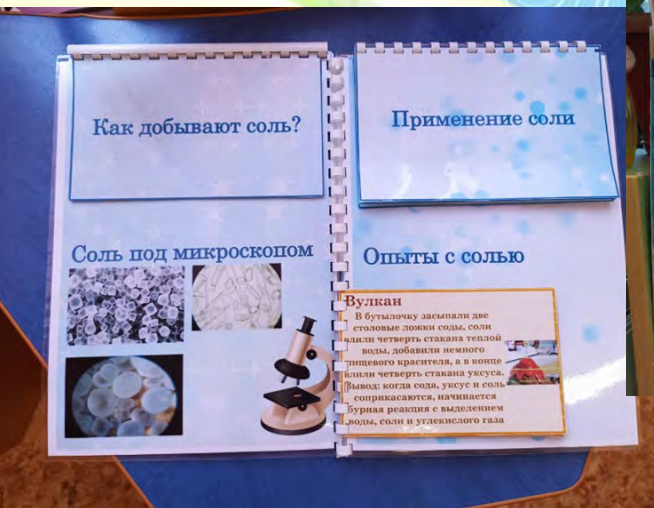 Как добывают соль?
Соль под микроскопом
Применение соли
Опыты с солью
Вулкан
В бутылочку засыпали две
столовые ложки соды, соли
влили четверть стакана теплой
воды, добавили немного
пищевого красителя, а в конце
влили четверть стакана уксуса.
Вывод: когда сода, уксус и соль
соприкасаются, начинается
бурная реакция с выделением
воды, соли и углекислого газа